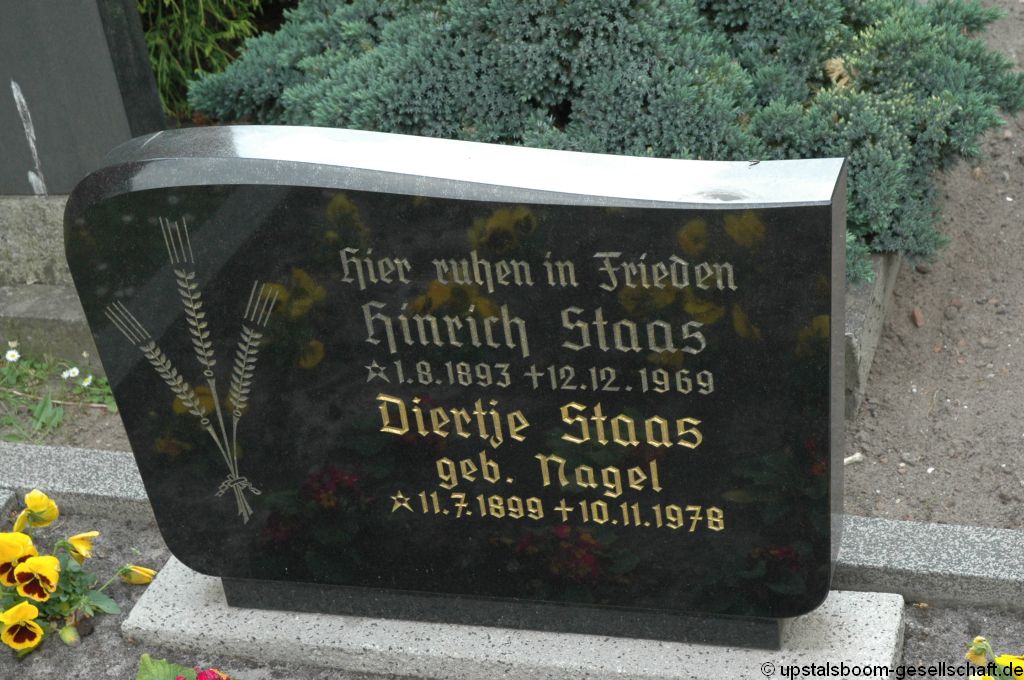 Hier ruhen in Frieden
Hinrich Staas
☆1.8.1893 ✝12.12.1969
Diertje Staas
geb. Nagel
☆11.7.1899 ✝10.11.1978
© upstalsboom-gesellschaft.de